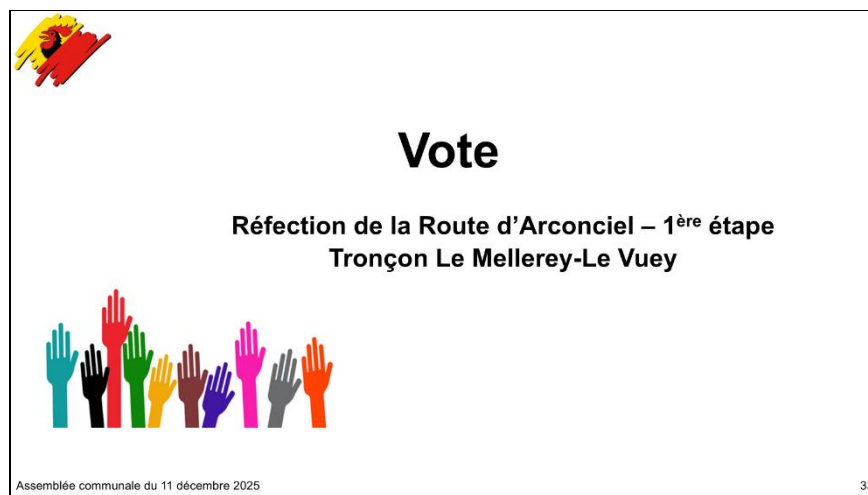 Vote
Réfection de la Route d'Arconciel – 1ère étape
Tronçon Le Mellerey-Le Vuey
Assemblée communale du 11 décembre 2025